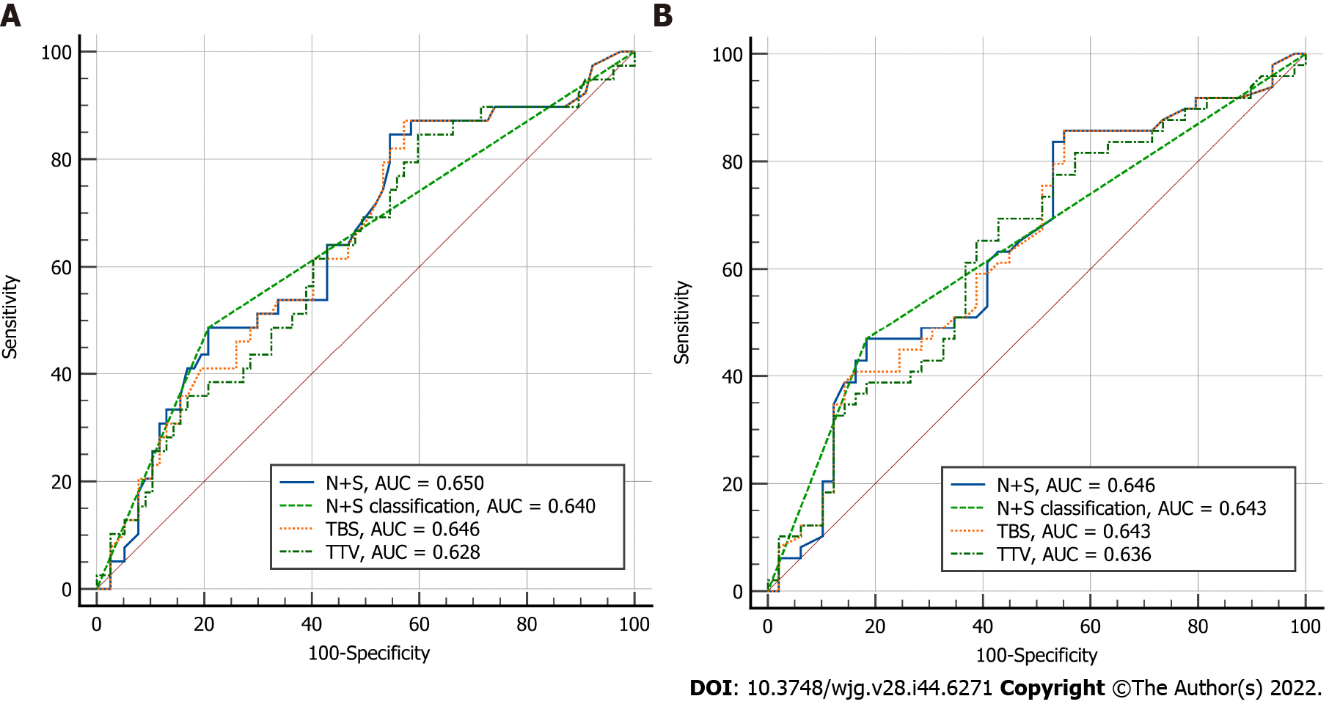 A
100
80
60
40
20
0
Sensitivity
0 20 40 60 80 100
100-Specificity
N+S, AUC = 0.650
N+S classification, AUC = 0.640
TBS, AUC = 0.646
TTV, AUC = 0.628
B
100
80
60
40
20
0
Sensitivity
0 20 40 60 80 100
100-Specificity
N+S, AUC = 0.646
N+S classification, AUC = 0.643
TBS, AUC = 0.643
TTV, AUC = 0.636
DOI: 10.3748/wjg.v28.i44.6271 Copyright ©The Author(s) 2022.